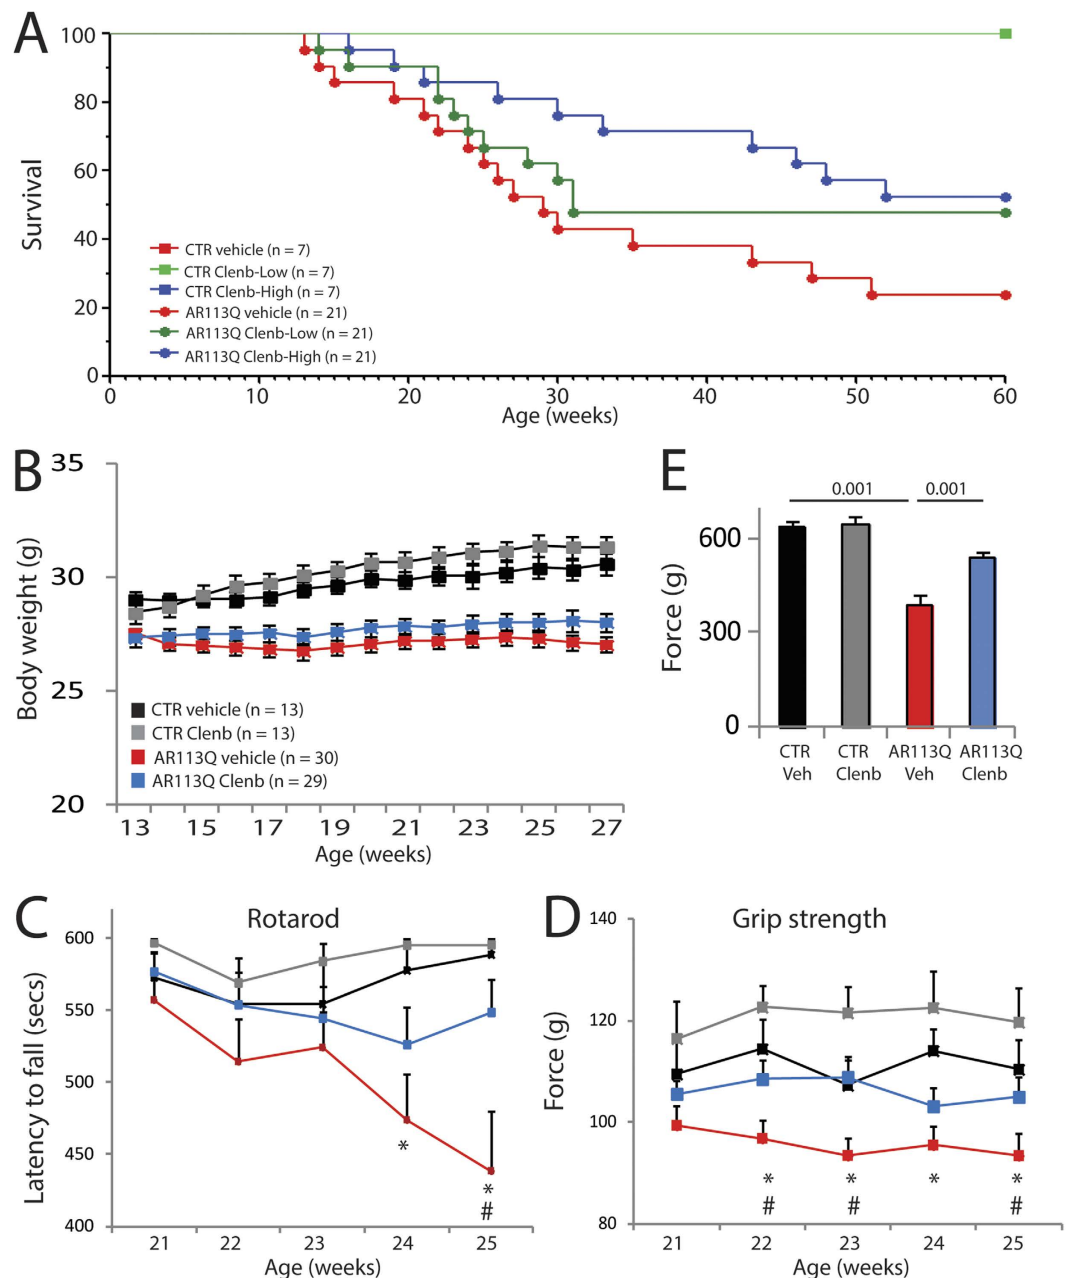 A
100
80
60
40
20
0
Survival
CTR vehicle (n = 7)
CTR Clenb-Low (n = 7)
CTR Clenb-High (n = 7)
AR113Q vehicle (n = 21)
AR113Q Clenb-Low (n = 21)
AR113Q Clenb-High (n = 21)
0 10 20 30 40 50 60
Age (weeks)
B
35
30
25
20
Body weight (g)
CTR vehicle (n = 13)
CTR Clenb (n = 13)
AR113Q vehicle (n = 30)
AR113Q Clenb (n = 29)
13 15 17 19 21 23 25 27
Age (weeks)
E
0.001 0.001
600
300
0
Force (g)
CTR CTR AR113Q AR113Q
Veh Clenb Veh Clenb
C
Rotarod
600
550
500
450
400
Latency to fall (secs)
*
*
#
21 22 23 24 25
Age (weeks)
D
Grip strength
140
120
100
80
Force (g)
* * * *
# # #
21 22 23 24 25
Age (weeks)